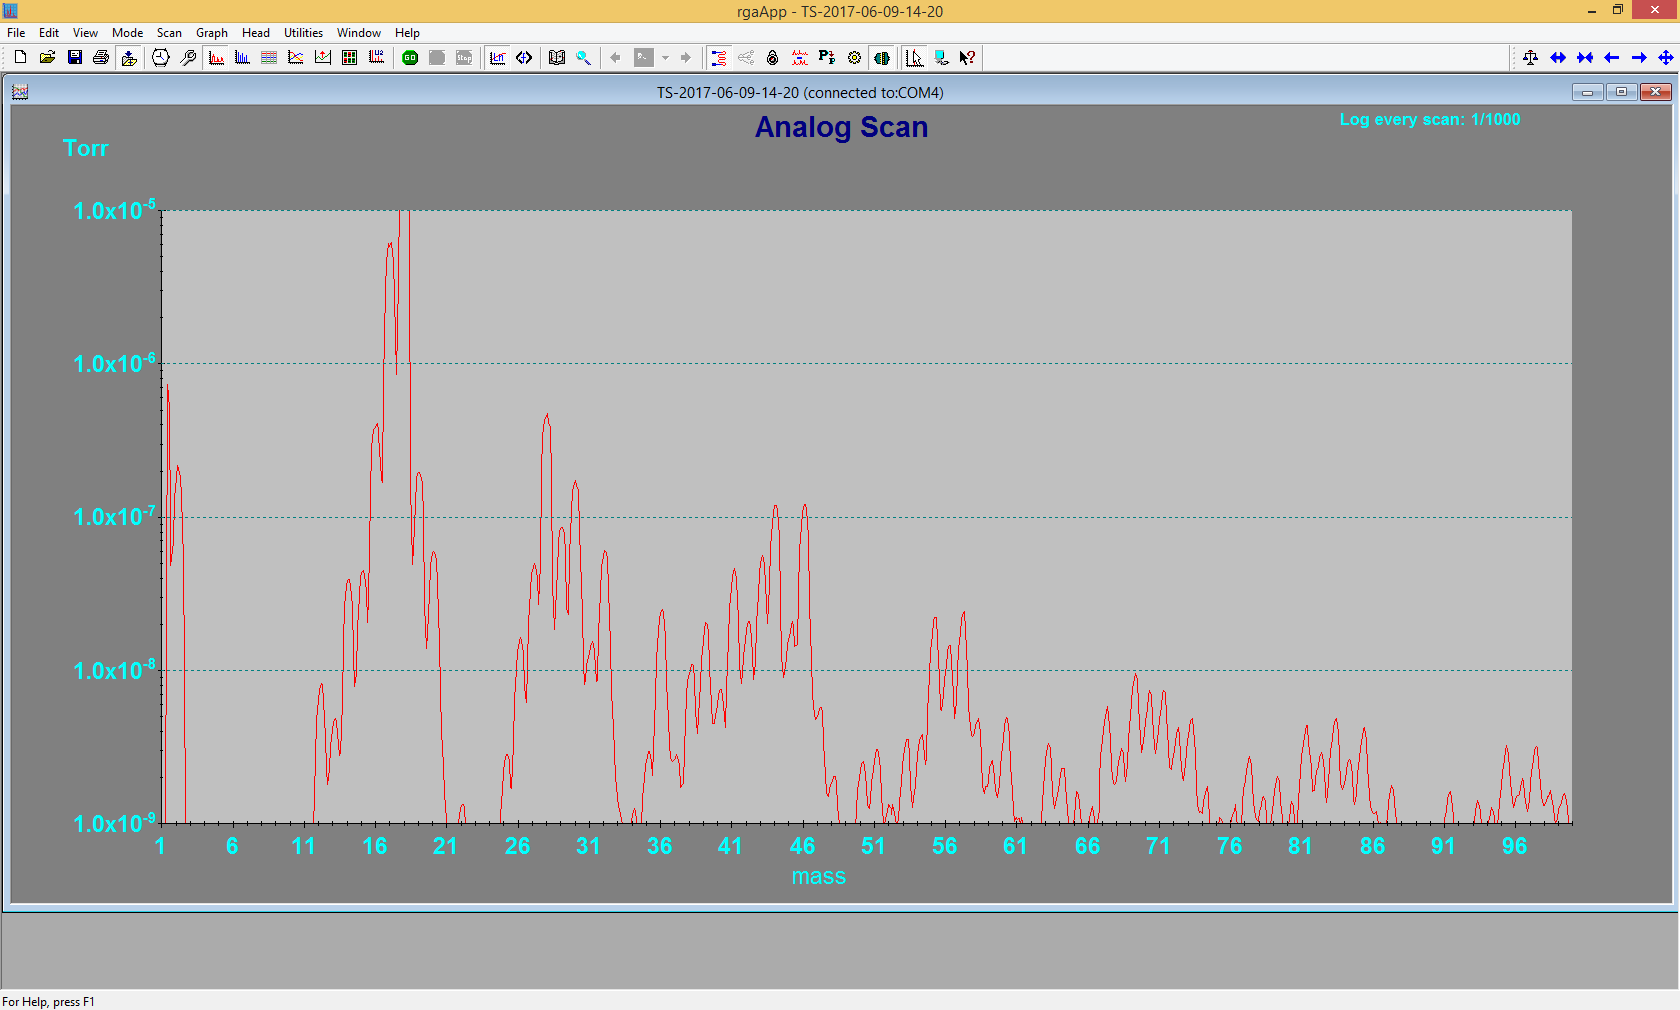 rgaApp - TS-2017-06-09-14-20
File Edit View Mode Scan Graph Head Utilities Window Help
GO Stop
TS-2017-06-09-14-20 (connected to:COM4)
Analog Scan
Log every scan: 1/1000
Torr
1.0x10-5
1.0x10-6
1.0x10-7
1.0x10-8
1.0x10-9
1 6 11 16 21 26 31 36 41 46 51 56 61 66 71 76 81 86 91 96
mass
For Help, press F1